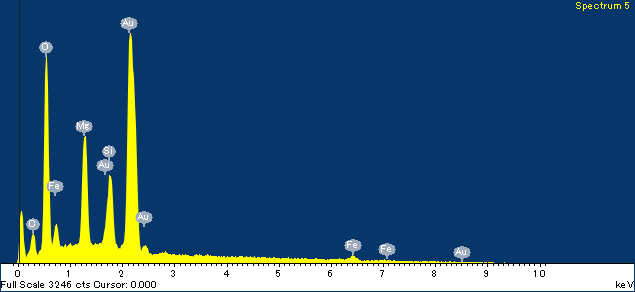 Spectrum 5
Au
O
Mg
Si
Au
Fe
Au
C
Fe
Fe
Au
0 1 2 3 4 5 6 7 8 9 10
Full Scale 3246 cts Cursor: 0.000 keV